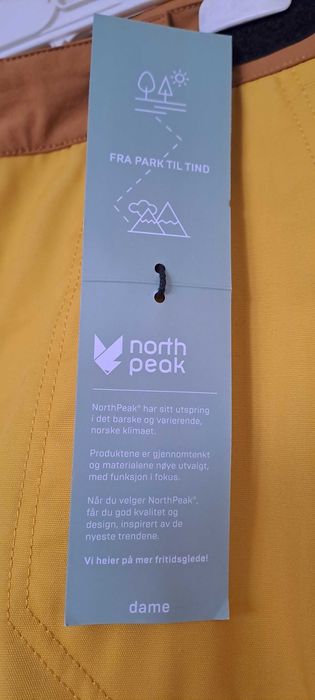 FRA PARK TIL TIND
north
peak
NorthPeak® har sitt utspring
i det barske og varierende,
norske klimaet.
Produktene er gjennomtenkt
og materialene nøye utvalgt,
med funksjon i fokus.
Når du velger NorthPeak®,
får du god kvalitet og
design, inspirert av de
nyeste trendene.
Vi heier på mer fritidsglede!
dame